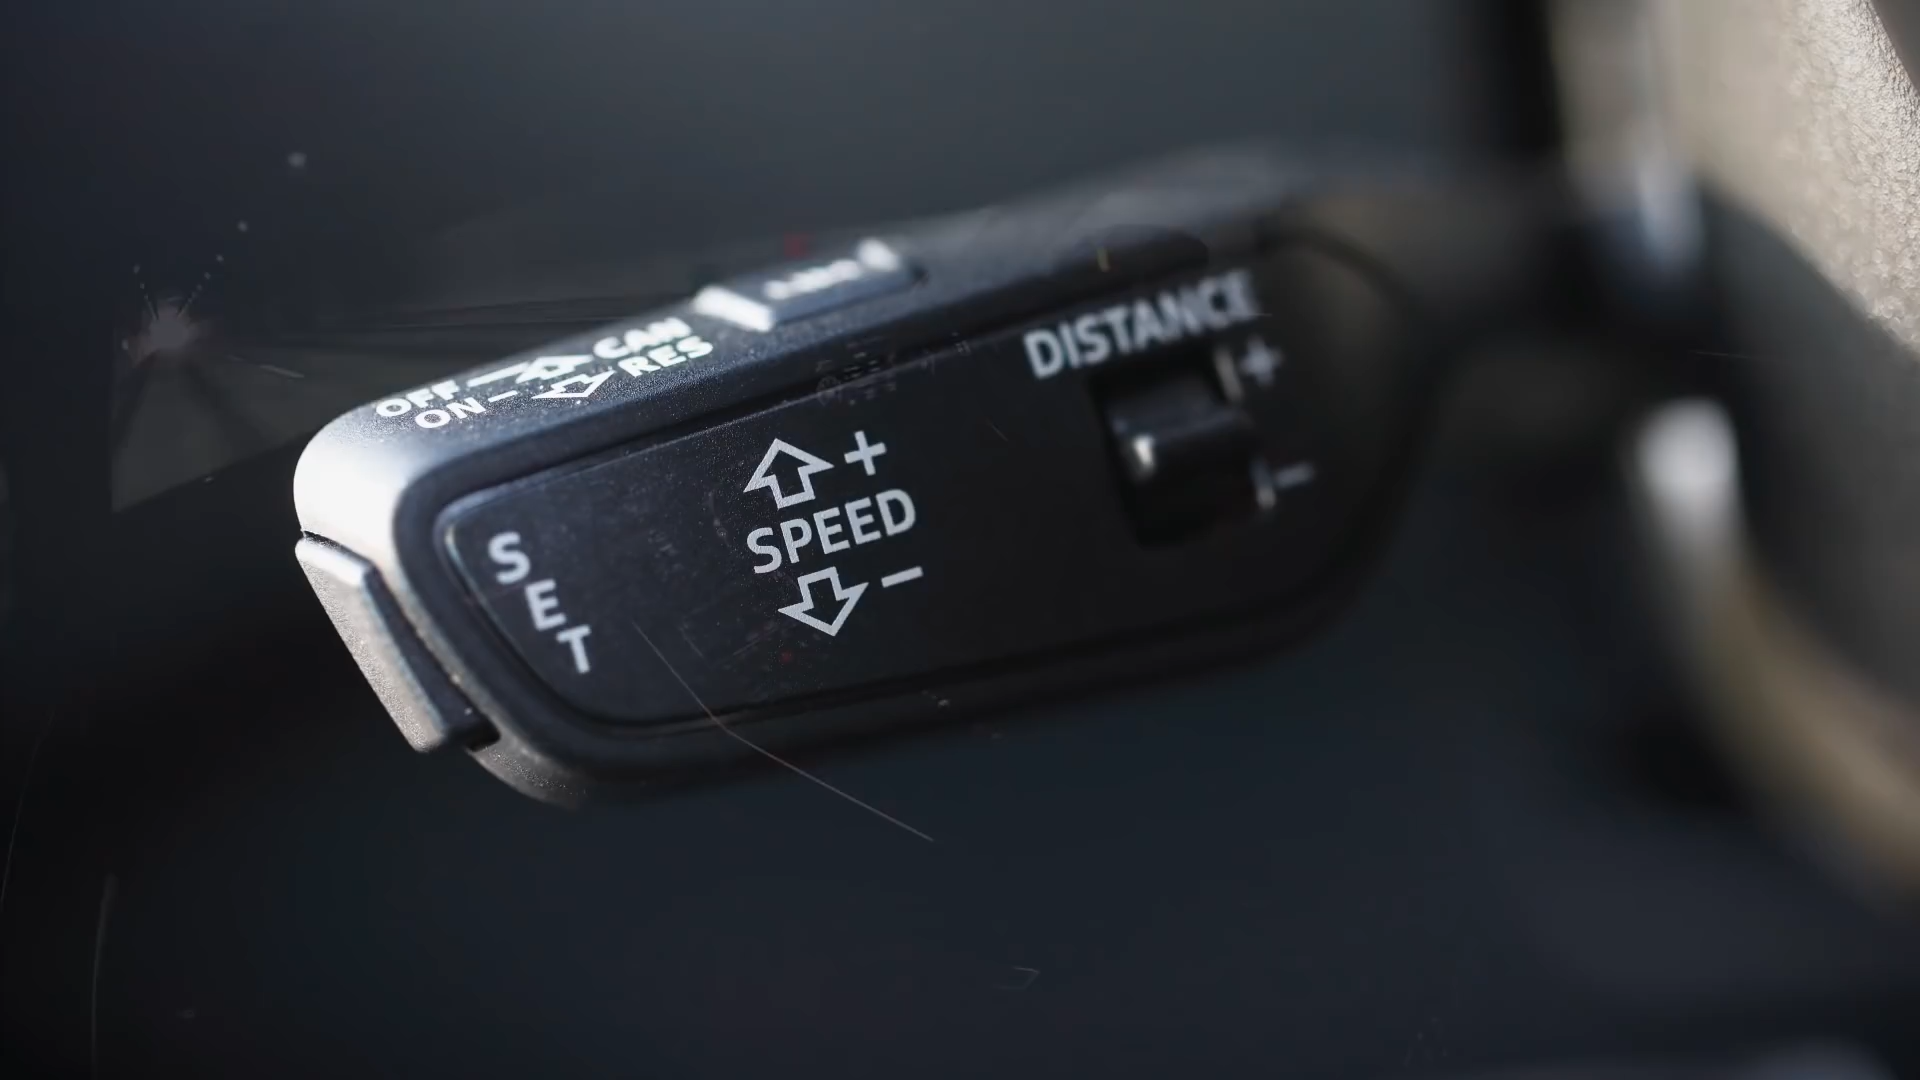 OFF CAN
ON – RES
DISTANCE
+
–
+
SPEED
–
SET